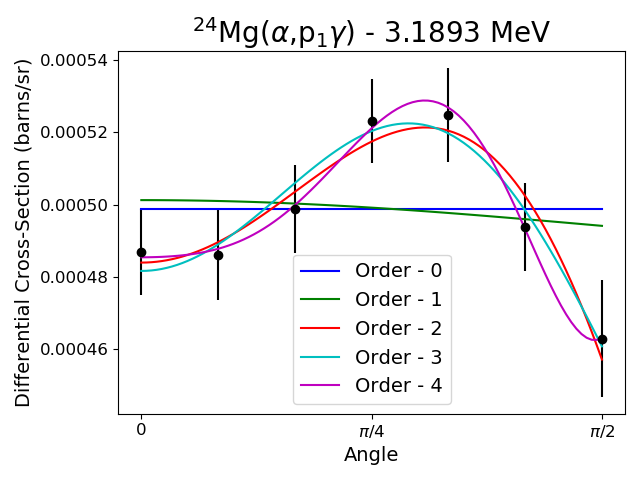 ²⁴Mg(α,p₁γ) - 3.1893 MeV
Differential Cross-Section (barns/sr)
0.00054
0.00052
0.00050
0.00048
0.00046
Order - 0
Order - 1
Order - 2
Order - 3
Order - 4
0
π/4
π/2
Angle